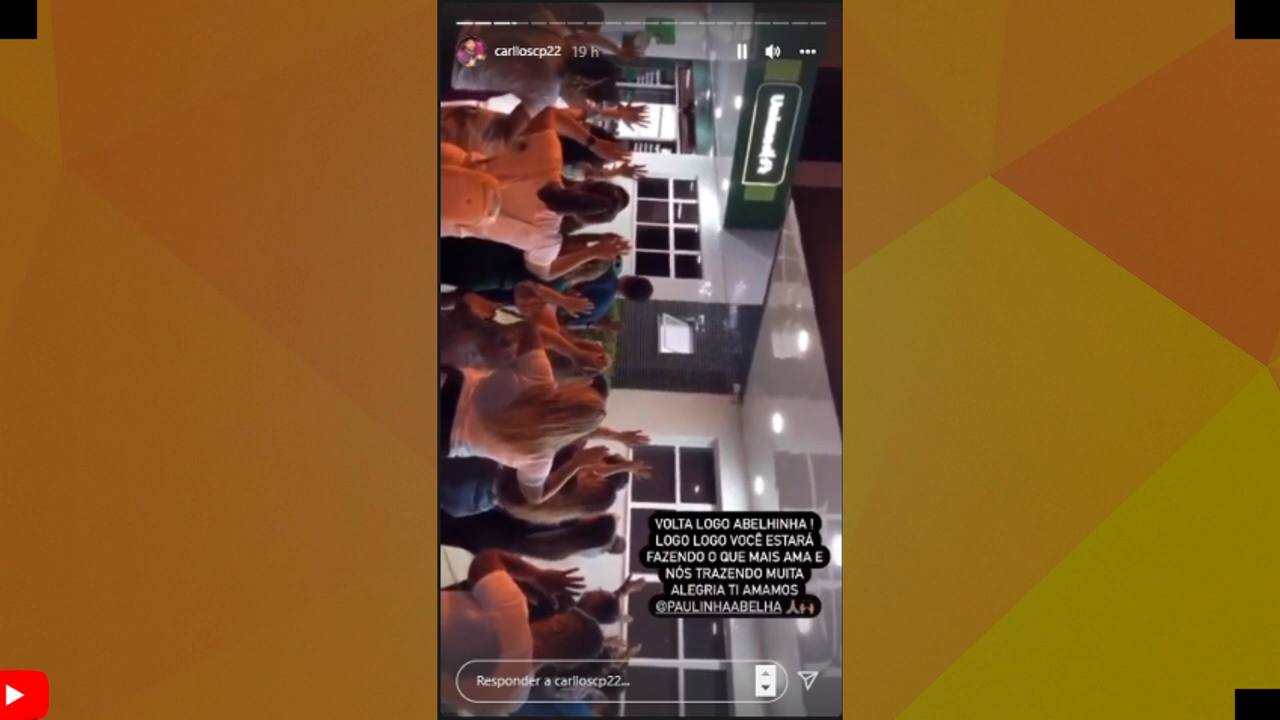 carlloscp22 19 h
Unimed
VOLTA LOGO ABELHINHA !
LOGO LOGO VOCÊ ESTARÁ
FAZENDO O QUE MAIS AMA E
NÓS TRAZENDO MUITA
ALEGRIA TI AMAMOS
@PAULINHAABELHA
Responder a carlloscp22...